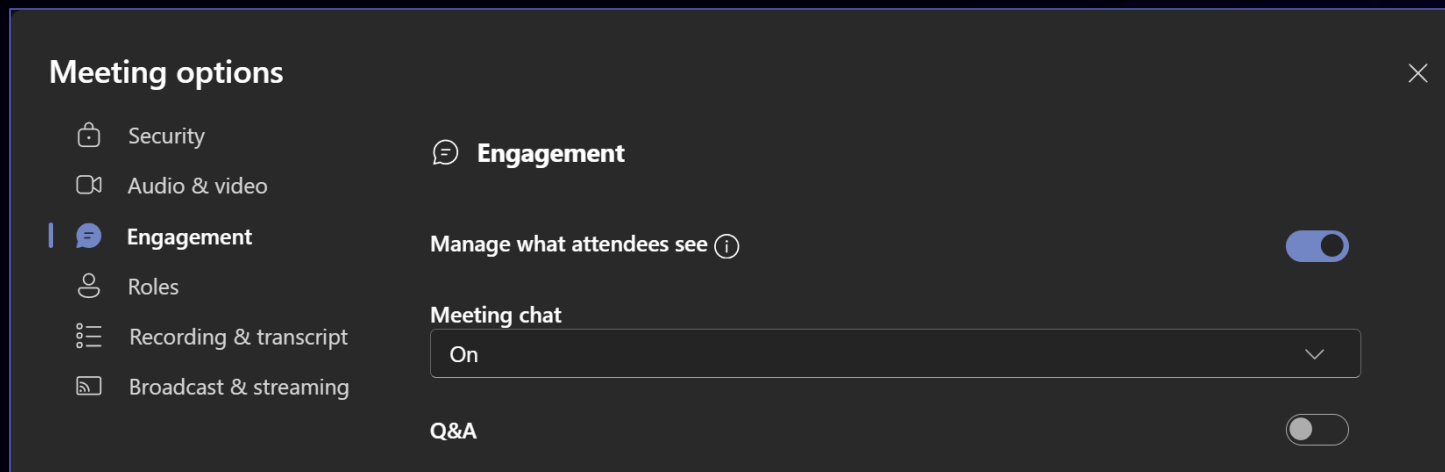 Meeting options
Security
Audio & video
Engagement
Roles
Recording & transcript
Broadcast & streaming
Engagement
Manage what attendees see
Meeting chat
On
Q&A